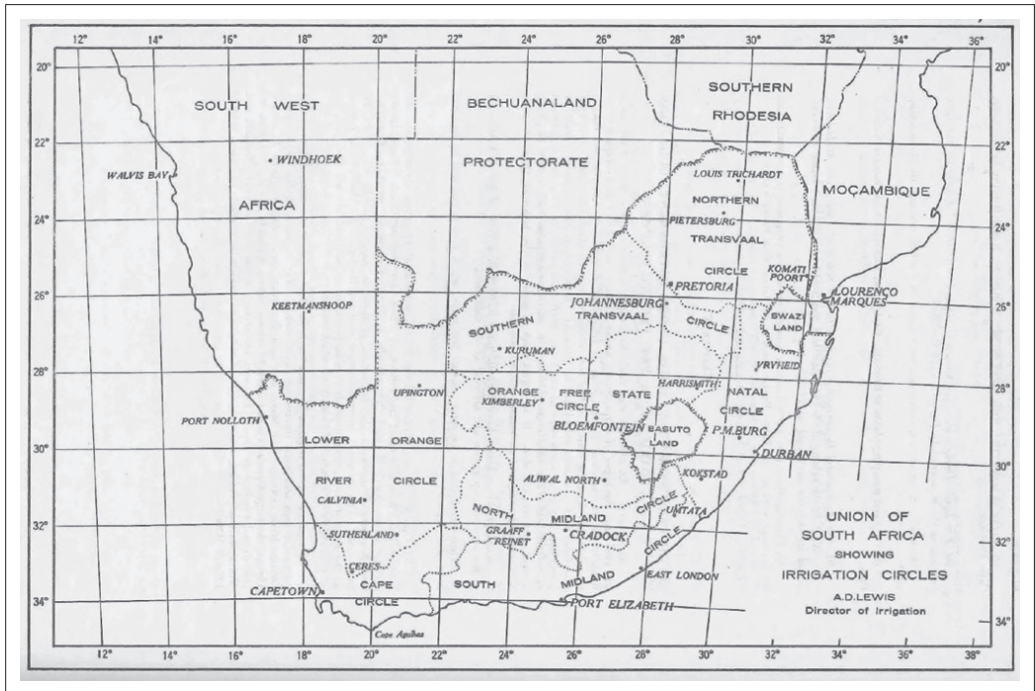 12° 14° 16° 18° 20° 22° 24° 26° 28° 30° 32° 34° 36°
20° 20°
SOUTHERN
RHODESIA
SOUTH WEST
AFRICA
BECHUANALAND
PROTECTORATE
22° 22°
WINDHOEK
WALVIS BAY
LOUIS TRICHARDT
MOÇAMBIQUE
NORTHERN
PIETERSBURG
TRANSVAAL
CIRCLE
24° 24°
KOMATI
POORT
PRETORIA
LOURENÇO
MARQUES
26° 26°
KEETMANSHOOP
JOHANNESBURG
SOUTHERN
TRANSVAAL
CIRCLE
SWAZI
LAND
KURUMAN
VRYHEID
28° 28°
UPINGTON
ORANGE
FREE
STATE
CIRCLE
KIMBERLEY
HARRISMITH
NATAL
CIRCLE
PORT NOLLOTH
BLOEMFONTEIN
BASUTO
LAND
P.M.BURG
DURBAN
30° 30°
LOWER
ORANGE
RIVER
CIRCLE
KOKSTAD
ALIWAL NORTH
CALVINIA
NORTH
MIDLAND
CIRCLE
UMTATA
32° 32°
SUTHERLAND
GRAAFF
REINET
CRADOCK
CERES
CAPE
CIRCLE
SOUTH
MIDLAND
CIRCLE
EAST LONDON
CAPETOWN
PORT ELIZABETH
34° 34°
Cape Agulhas
UNION OF
SOUTH AFRICA
SHOWING
IRRIGATION CIRCLES
A.D.LEWIS
Director of Irrigation
12° 14° 16° 18° 20° 22° 24° 26° 28° 30° 32° 34° 36° 38°